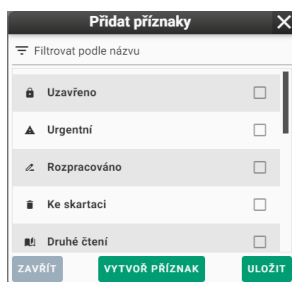 Přidat příznaky
Filtrovat podle názvu
Uzavřeno
Urgentní
Rozpracováno
Ke skartaci
Druhé čtení
ZAVŘÍT VYTVOŘ PŘÍZNAK ULOŽIT